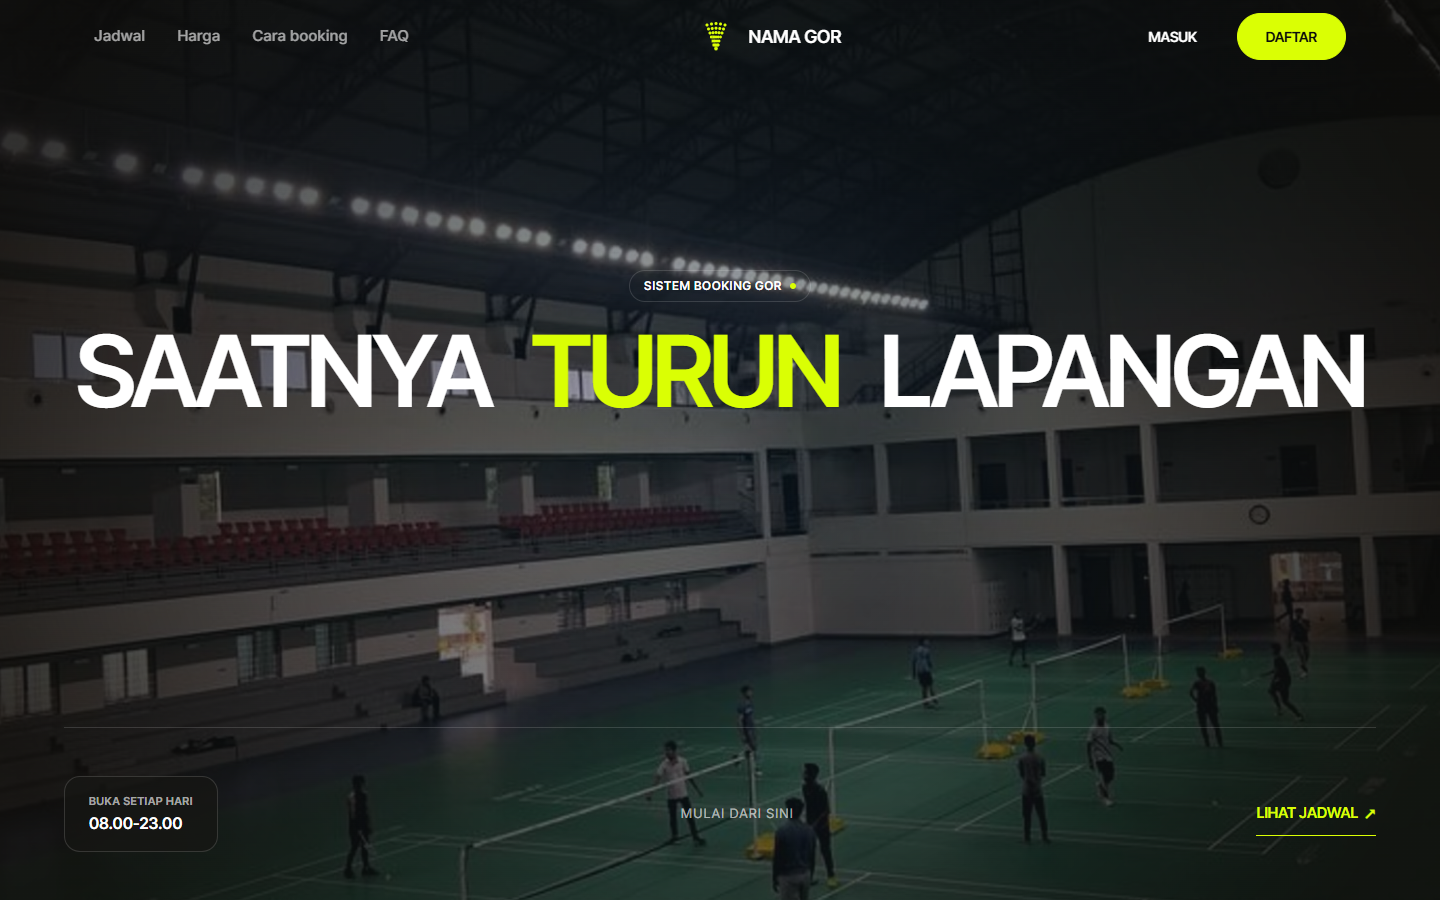 Jadwal
Harga
Cara booking
FAQ
NAMA GOR
MASUK
DAFTAR
SISTEM BOOKING GOR
SAATNYA TURUN LAPANGAN
BUKA SETIAP HARI
08.00-23.00
MULAI DARI SINI
LIHAT JADWAL ↗